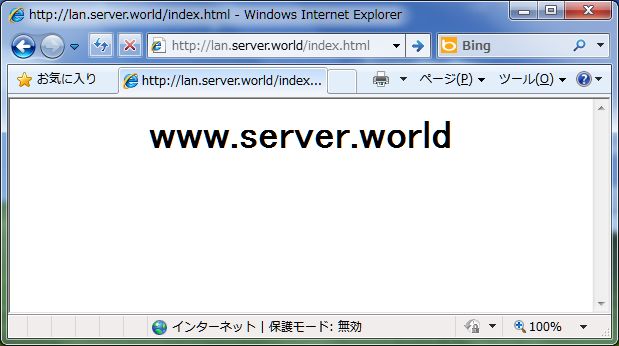 http://lan.server.world/index.html - Windows Internet Explorer
http://lan.server.world/index.html
Bing
お気に入り
http://lan.server.world/index...
ページ(P)
ツール(O)
www.server.world
インターネット | 保護モード: 無効
100%